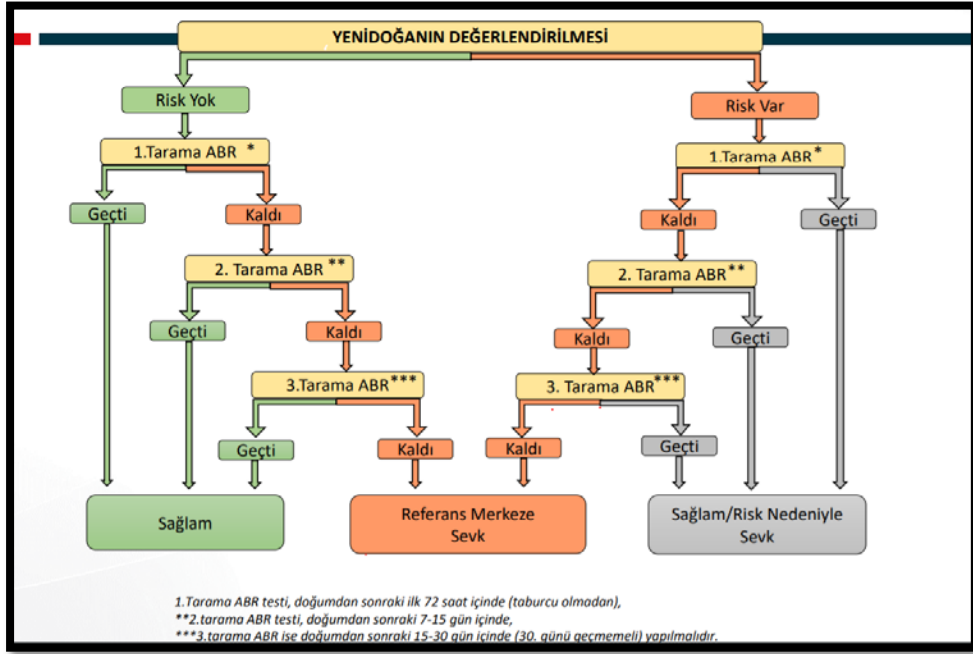 YENİDOĞANIN DEĞERLENDİRİLMESİ
Risk Yok
Risk Var
1.Tarama ABR *
1.Tarama ABR*
Geçti
Kaldı
Kaldı
Geçti
2. Tarama ABR **
2. Tarama ABR**
Geçti
Kaldı
Kaldı
Geçti
3.Tarama ABR***
3. Tarama ABR***
Geçti
Kaldı
Kaldı
Geçti
Sağlam
Referans Merkeze
Sevk
Sağlam/Risk Nedeniyle
Sevk
1.Tarama ABR testi, doğumdan sonraki ilk 72 saat içinde (taburcu olmadan),
**2.tarama ABR testi, doğumdan sonraki 7-15 gün içinde,
***3.tarama ABR ise doğumdan sonraki 15-30 gün içinde (30. günü geçmemeli) yapılmalıdır.